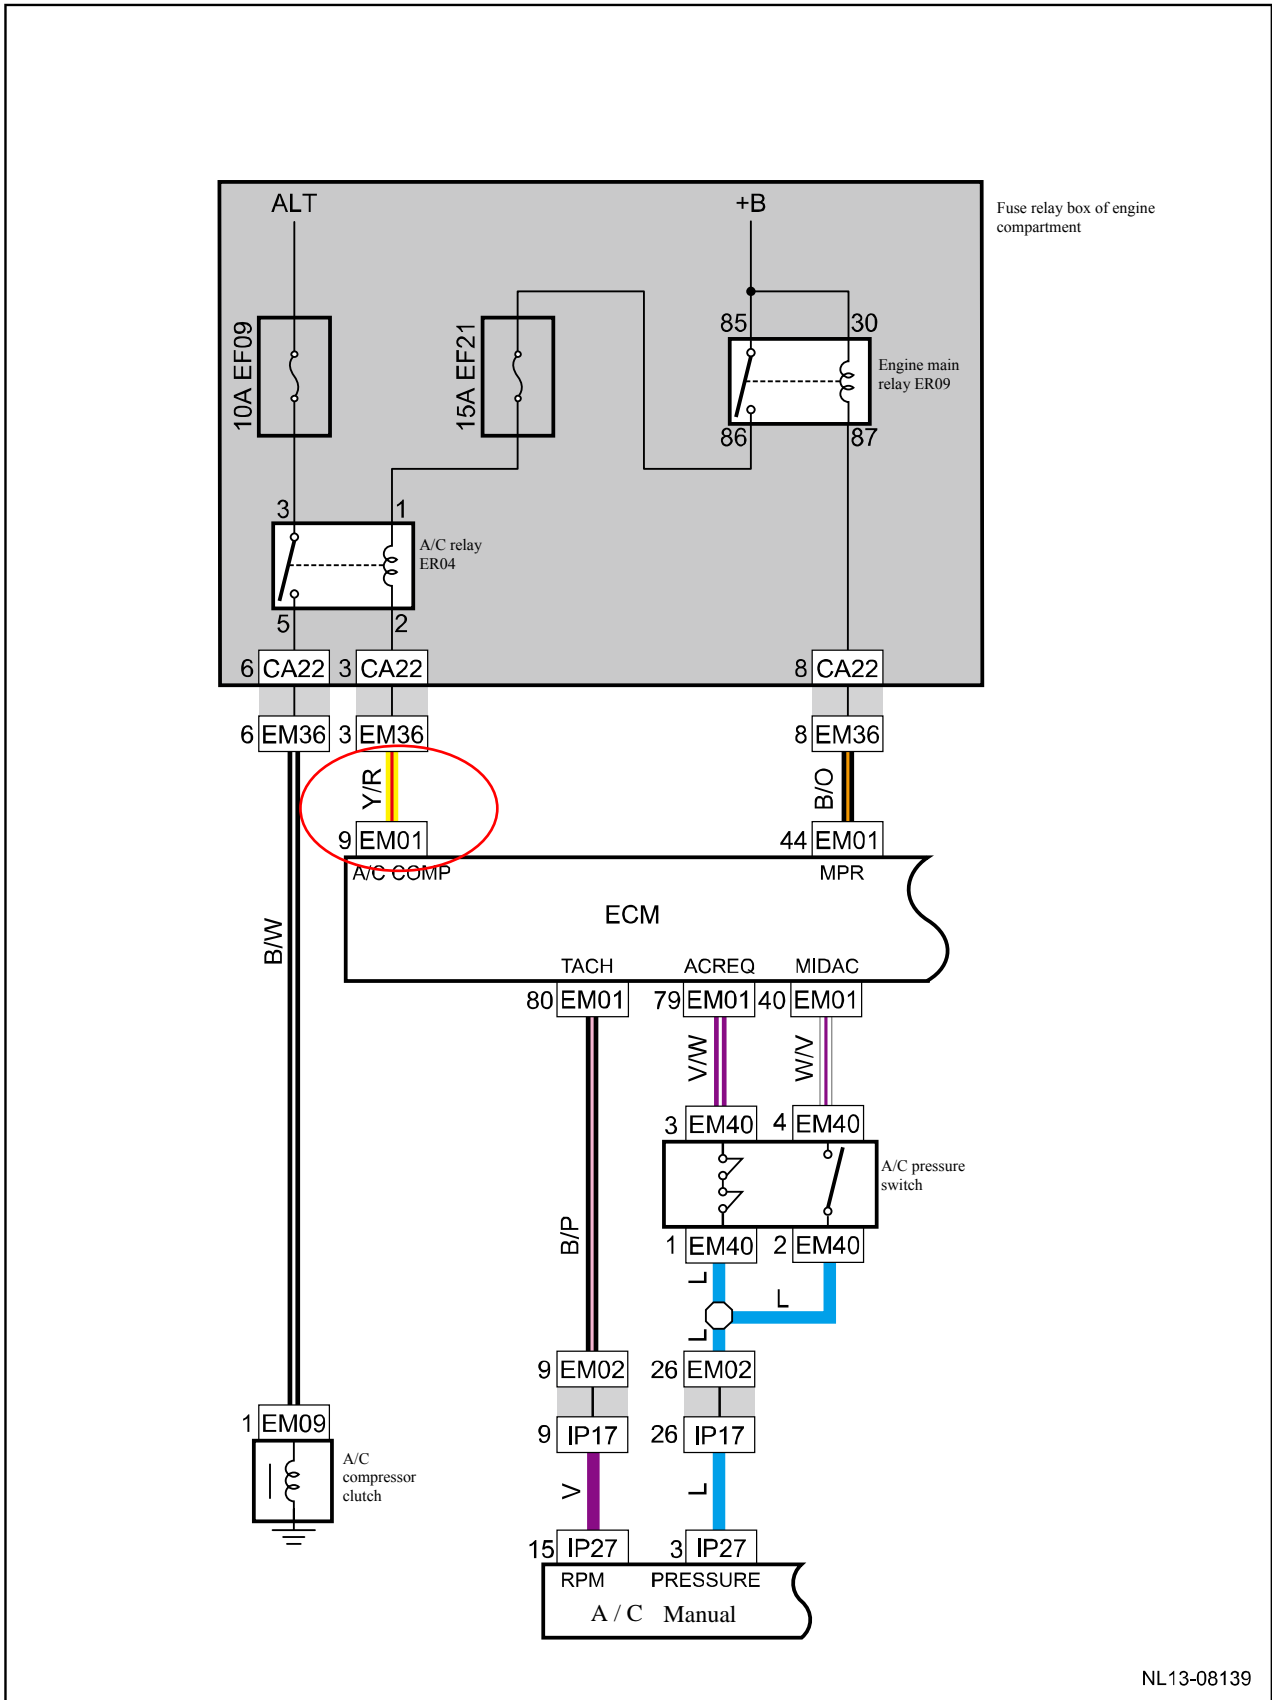 ALT
+B
Fuse relay box of engine
compartment
10A EF09
15A EF21
85
30
Engine main
relay ER09
86
87
3
1
A/C relay
ER04
5
2
6 CA22
3 CA22
8 CA22
6 EM36
3 EM36
8 EM36
Y/R
B/O
9 EM01
44 EM01
A/C COMP
MPR
ECM
B/W
TACH
ACREQ
MIDAC
80 EM01
79 EM01
40 EM01
V/W
W/V
3 EM40
4 EM40
A/C pressure
switch
B/P
1 EM40
2 EM40
L
L
L
9 EM02
26 EM02
1 EM09
9 IP17
26 IP17
A/C
compressor
clutch
V
L
15 IP27
3 IP27
RPM
PRESSURE
A / C Manual
NL13-08139